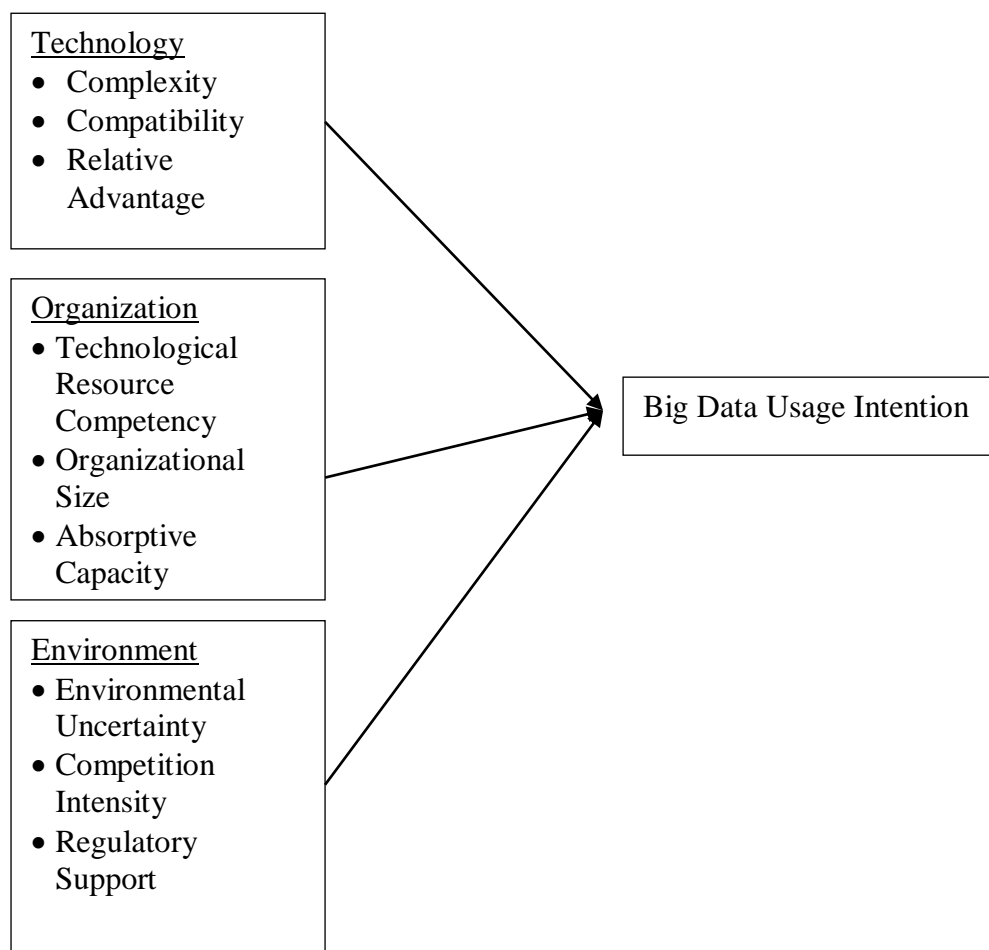 Technology
• Complexity
• Compatibility
• Relative
Advantage
Organization
• Technological
Resource
Competency
• Organizational
Size
• Absorptive
Capacity
Environment
• Environmental
Uncertainty
• Competition
Intensity
• Regulatory
Support
Big Data Usage Intention